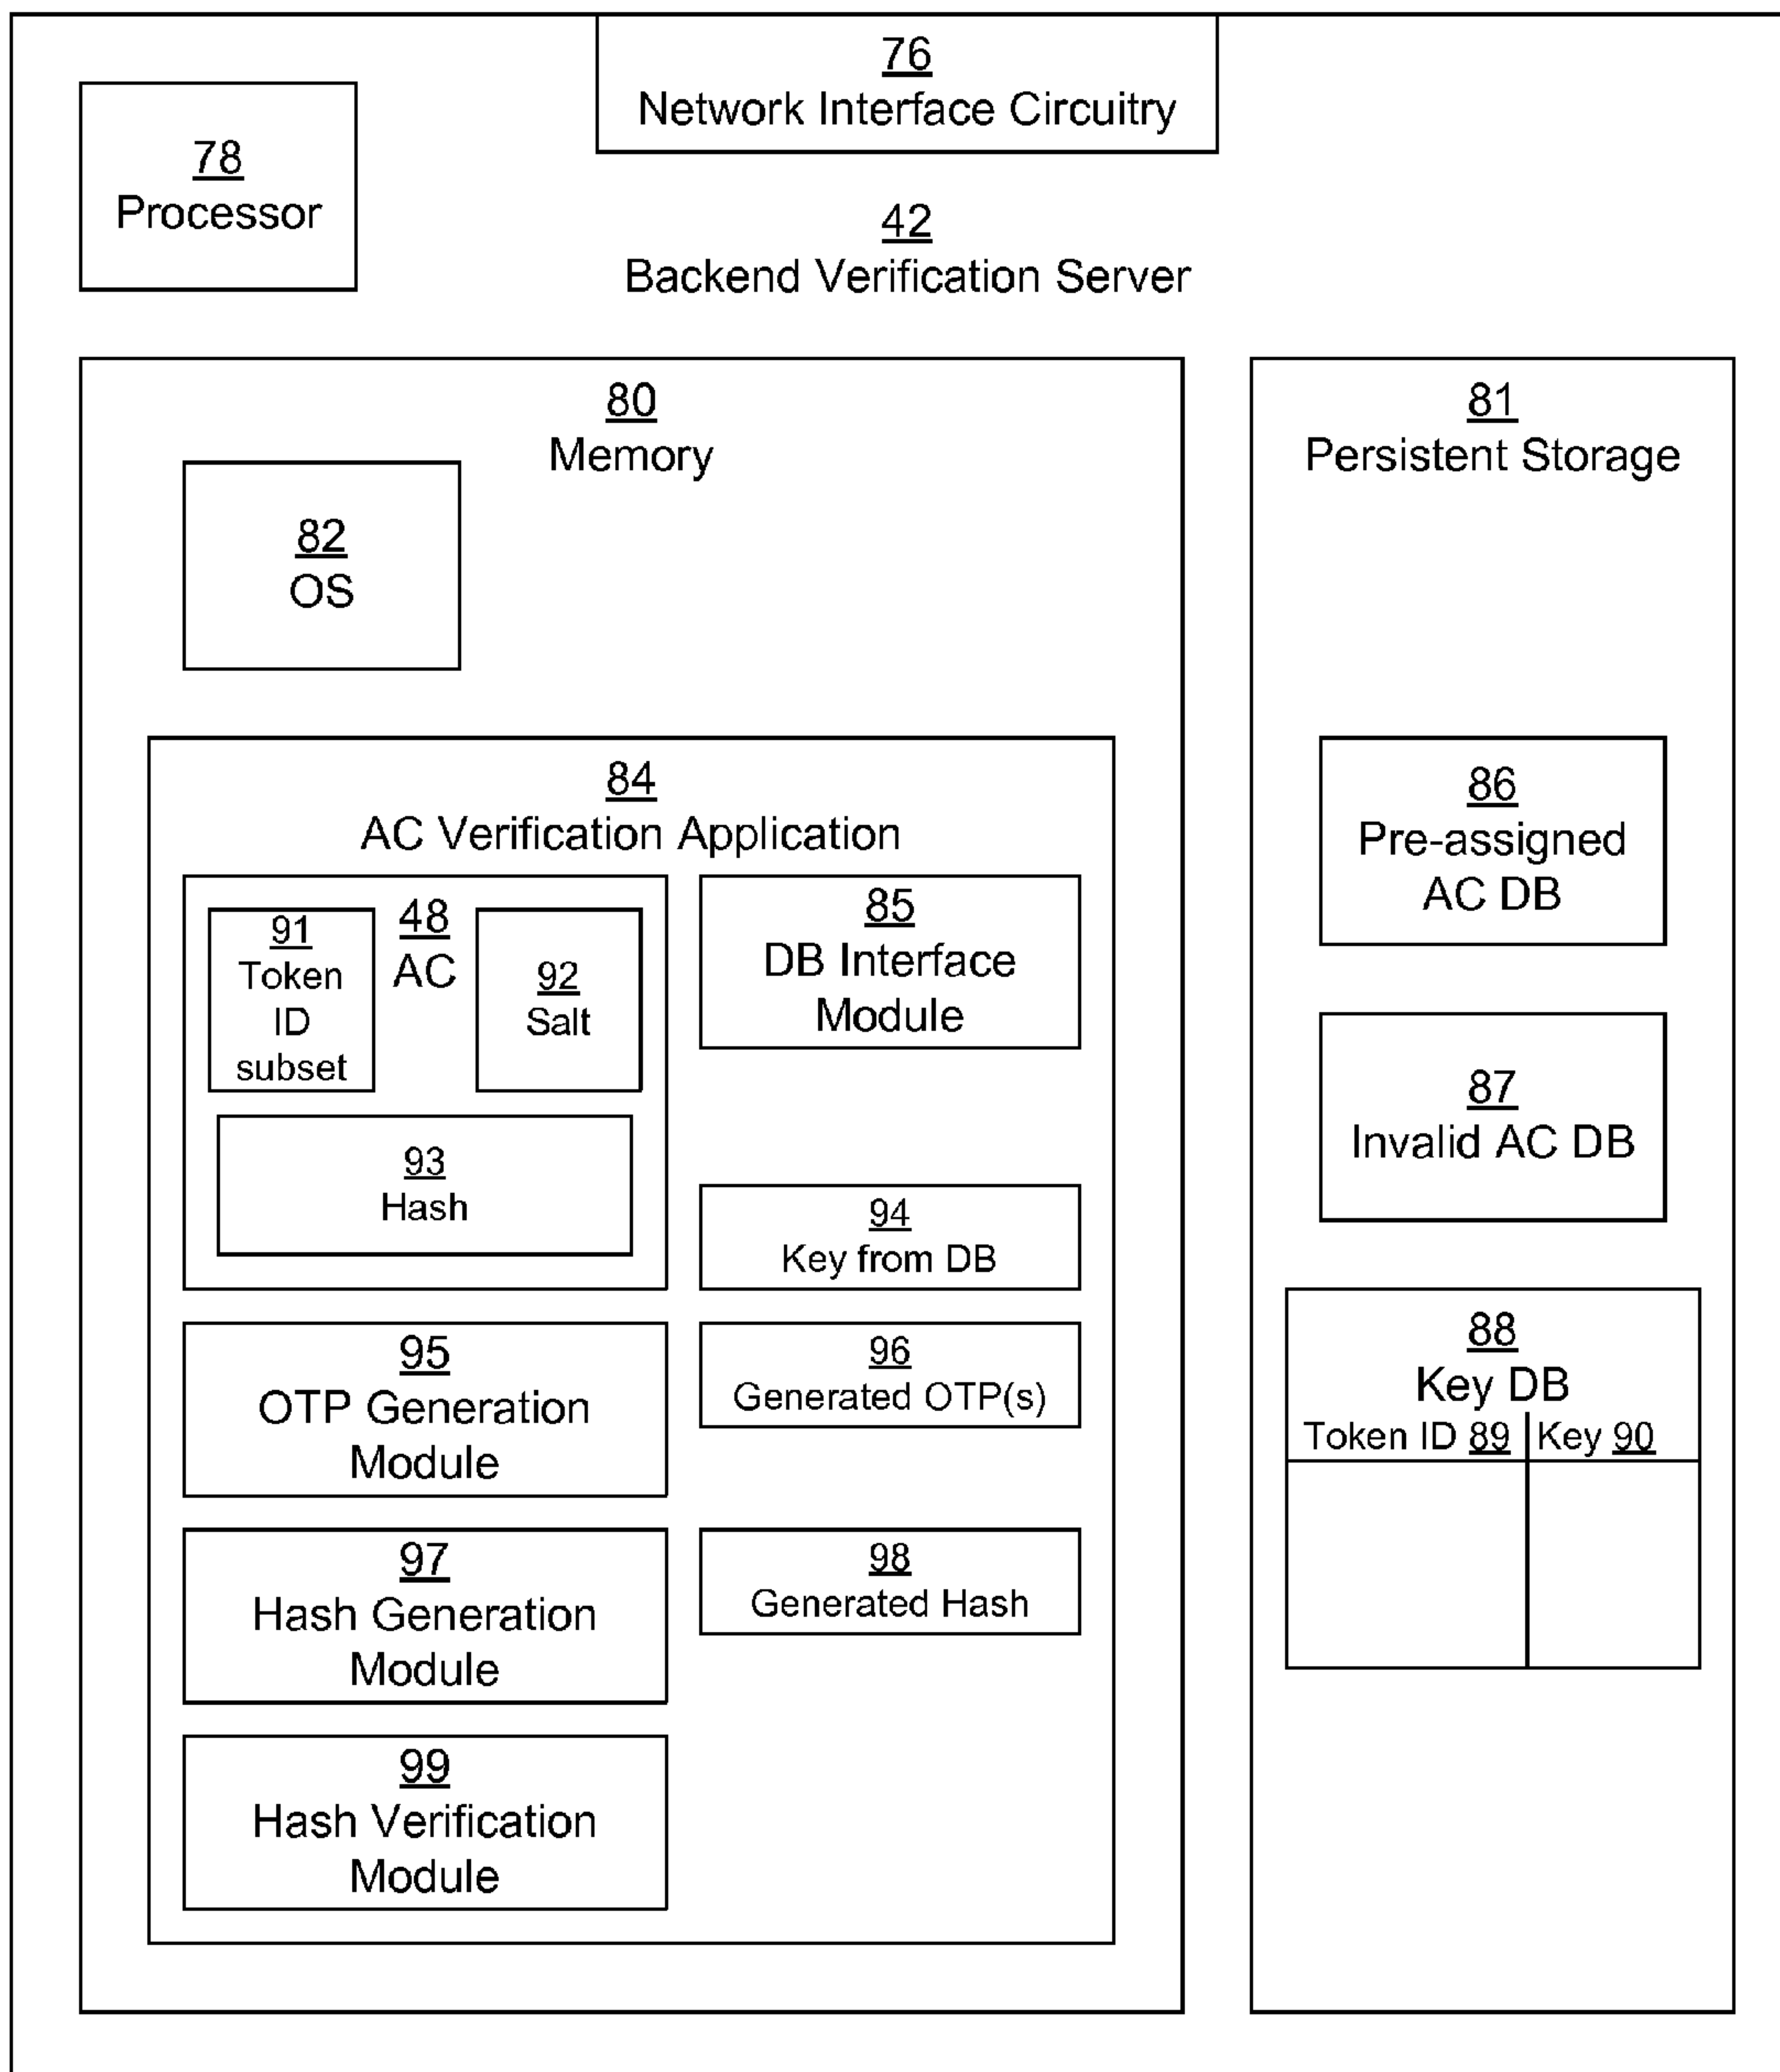 76
Network Interface Circuitry
78
Processor
42
Backend Verification Server
80
Memory
82
OS
84
AC Verification Application
48
AC
91
Token
ID
subset
92
Salt
93
Hash
85
DB Interface
Module
94
Key from DB
95
OTP Generation
Module
96
Generated OTP(s)
97
Hash Generation
Module
98
Generated Hash
99
Hash Verification
Module
81
Persistent Storage
86
Pre-assigned
AC DB
87
Invalid AC DB
88
Key DB
Token ID 89
Key 90